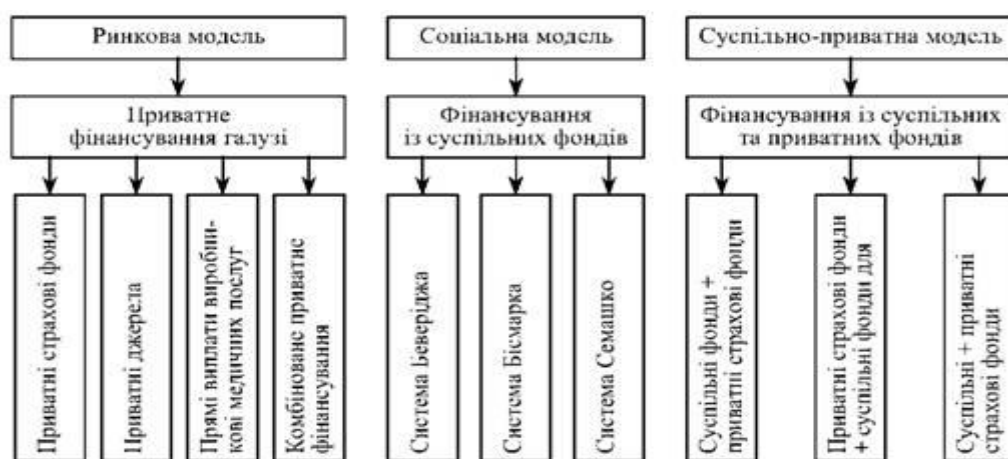 Ринкова модель
Соціальна модель
Суспільно-приватна модель
Приватне
фінансування галузі
Фінансування
із суспільних фондів
Фінансування із суспільних
та приватних фондів
Приватні страхові фонди
Приватні джерела
Прямі виплати виробни-
кові медичних послуг
Комбіноване приватне
фінансування
Система Беверіджа
Система Бісмарка
Система Семашко
Суспільні фонди +
приватні страхові фонди
Приватні страхові фонди
+ суспільні фонди для
Суспільні + приватні
страхові фонди